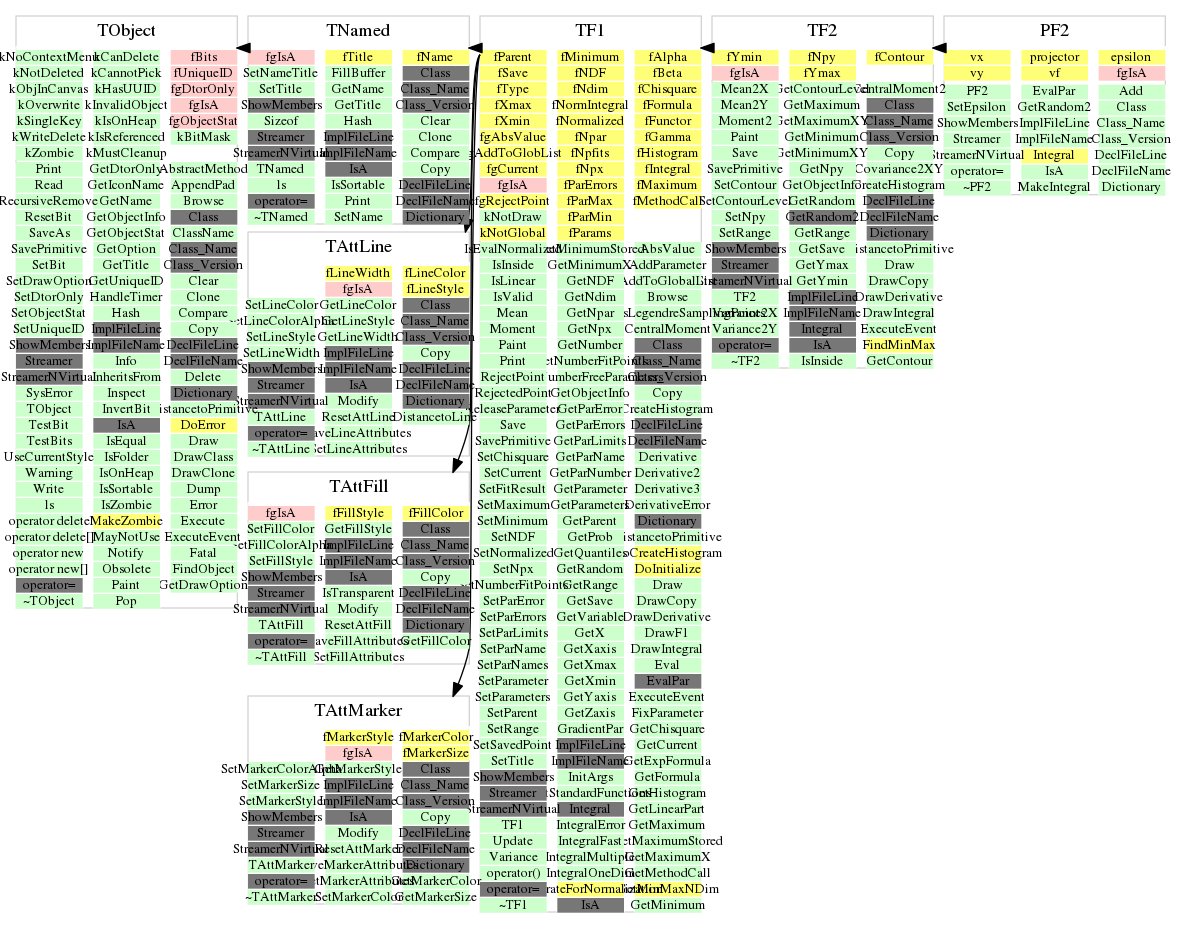 TObject
kCanDelete
fBits
kNotDeleted
kCannotPick
fUniqueID
kObjInCanvas
kHasUUID
fgDtorOnly
kOverwrite
kInvalidObject
fgIsA
kSingleKey
kIsOnHeap
fgObjectStat
kWriteDelete
kIsReferenced
kBitMask
kZombie
kMustCleanup
Print
GetDtorOnly
AbstractMethod
Read
GetIconName
AppendPad
RecursiveRemove
GetName
Browse
ResetBit
GetObjectInfo
Class
SaveAs
GetObjectStat
ClassName
SavePrimitive
GetOption
Class_Name
SetBit
GetTitle
Class_Version
SetDrawOption
GetUniqueID
Clear
SetDtorOnly
HandleTimer
Clone
SetObjectStat
Hash
Compare
SetUniqueID
ImplFileLine
Copy
ShowMembers
ImplFileName
DeclFileLine
Streamer
Info
DeclFileName
StreamerNVirtual
InheritsFrom
Delete
SysError
Inspect
Dictionary
TObject
InvertBit
TestBit
IsA
DoError
TestBits
IsEqual
Draw
UseCurrentStyle
IsFolder
DrawClass
Warning
IsOnHeap
DrawClone
Write
IsSortable
Dump
ls
IsZombie
Error
operator delete
MakeZombie
Execute
operator delete[]
MayNotUse
ExecuteEvent
operator new
Notify
Fatal
operator new[]
Obsolete
FindObject
operator=
Paint
GetDrawOption
~TObject
Pop
TNamed
fgIsA
fTitle
fName
SetNameTitle
FillBuffer
Class
SetTitle
GetName
Class_Name
ShowMembers
GetTitle
Class_Version
Sizeof
Hash
Clear
Streamer
ImplFileLine
Clone
StreamerNVirtual
ImplFileName
Compare
TNamed
IsA
Copy
ls
IsSortable
DeclFileLine
operator=
Print
DeclFileName
~TNamed
SetName
Dictionary
TAttLine
fLineWidth
fLineColor
fgIsA
fLineStyle
SetLineColor
GetLineColor
Class
GetLineStyle
Class_Name
SetLineStyle
GetLineWidth
Class_Version
SetLineWidth
ImplFileLine
Copy
ShowMembers
ImplFileName
DeclFileLine
Streamer
IsA
DeclFileName
StreamerNVirtual
Modify
Dictionary
TAttLine
ResetAttLine
DistancetoLine
operator=
~TAttLine
TAttFill
fgIsA
fFillStyle
fFillColor
SetFillColor
GetFillStyle
Class
ImplFileLine
Class_Name
SetFillStyle
ImplFileName
Class_Version
ShowMembers
IsA
Copy
Streamer
IsTransparent
DeclFileLine
StreamerNVirtual
Modify
DeclFileName
TAttFill
ResetAttFill
Dictionary
operator=
GetFillColor
~TAttFill
SetFillAttributes
TAttMarker
fMarkerStyle
fMarkerColor
fgIsA
fMarkerSize
GetMarkerStyle
Class
SetMarkerSize
ImplFileLine
Class_Name
SetMarkerStyle
ImplFileName
Class_Version
ShowMembers
IsA
Copy
Streamer
Modify
DeclFileLine
StreamerNVirtual
ResetAttMarker
DeclFileName
TAttMarker
Dictionary
operator=
GetMarkerColor
~TAttMarker
SetMarkerColor
GetMarkerSize
TF1
fParent
fMinimum
fAlpha
fSave
fNDF
fBeta
fType
fNdim
fChisquare
fXmax
fNormIntegral
fFormula
fXmin
fNormalized
fFunctor
fgAbsValue
fNpar
fGamma
fgAddToGlobList
fNpfits
fHistogram
fgCurrent
fNpx
fIntegral
fgIsA
fParErrors
fMaximum
fgRejectPoint
fParMax
fMethodCall
kNotDraw
fParMin
kNotGlobal
fParams
IsEvalNormalized
AbsValue
IsInside
GetMinimumX
AddParameter
IsLinear
GetNDF
AddToGlobalList
IsValid
GetNdim
Browse
Mean
GetNpar
Moment
GetNpx
CentralMoment
Paint
GetNumber
Class
Print
Class_Name
RejectPoint
Class_Version
RejectedPoint
GetObjectInfo
Copy
ReleaseParameter
GetParError
CreateHistogram
Save
GetParErrors
DeclFileLine
SavePrimitive
GetParLimits
DeclFileName
SetChisquare
GetParName
Derivative
SetCurrent
GetParNumber
Derivative2
SetFitResult
GetParameter
Derivative3
SetMaximum
GetParameters
DerivativeError
SetMinimum
GetParent
Dictionary
SetNDF
GetProb
SetNormalized
GetQuantiles
DoCreateHistogram
SetNpx
GetRandom
DoInitialize
GetRange
Draw
SetParError
GetSave
DrawCopy
SetParErrors
GetVariable
DrawDerivative
SetParLimits
GetX
DrawF1
SetParName
GetXaxis
DrawIntegral
SetParNames
GetXmax
Eval
SetParameter
GetXmin
EvalPar
SetParameters
GetYaxis
ExecuteEvent
SetParent
GetZaxis
FixParameter
SetRange
GradientPar
GetChisquare
SetSavedPoint
ImplFileLine
GetCurrent
SetTitle
ImplFileName
GetExpFormula
ShowMembers
InitArgs
GetFormula
Streamer
GetHistogram
StreamerNVirtual
Integral
GetLinearPart
TF1
IntegralError
GetMaximum
Update
IntegralFast
GetMaximumStored
Variance
IntegralMultiple
GetMaximumX
operator()
IntegralOneDim
GetMethodCall
operator=
GetMinMaxNDim
~TF1
IsA
GetMinimum
TF2
fYmin
fNpy
fContour
fgIsA
fYmax
Mean2X
GetContourLevel
CentralMoment2
Mean2Y
GetMaximum
Class
Moment2
GetMaximumXY
Class_Name
Paint
GetMinimum
Class_Version
Save
GetMinimumXY
Copy
SavePrimitive
GetNpy
Covariance2XY
SetContour
GetObjectInfo
CreateHistogram
SetContourLevel
GetRandom
DeclFileLine
SetNpy
GetRandom2
DeclFileName
SetRange
GetRange
Dictionary
ShowMembers
GetSave
DistancetoPrimitive
Streamer
GetYmax
Draw
StreamerNVirtual
GetYmin
DrawCopy
TF2
ImplFileLine
DrawDerivative
Variance2X
ImplFileName
DrawIntegral
Variance2Y
Integral
ExecuteEvent
operator=
IsA
FindMinMax
~TF2
IsInside
GetContour
PF2
vx
projector
epsilon
vy
vf
fgIsA
PF2
EvalPar
Add
SetEpsilon
GetRandom2
Class
ShowMembers
ImplFileLine
Class_Name
Streamer
ImplFileName
Class_Version
StreamerNVirtual
Integral
DeclFileLine
operator=
IsA
DeclFileName
~PF2
MakeIntegral
Dictionary